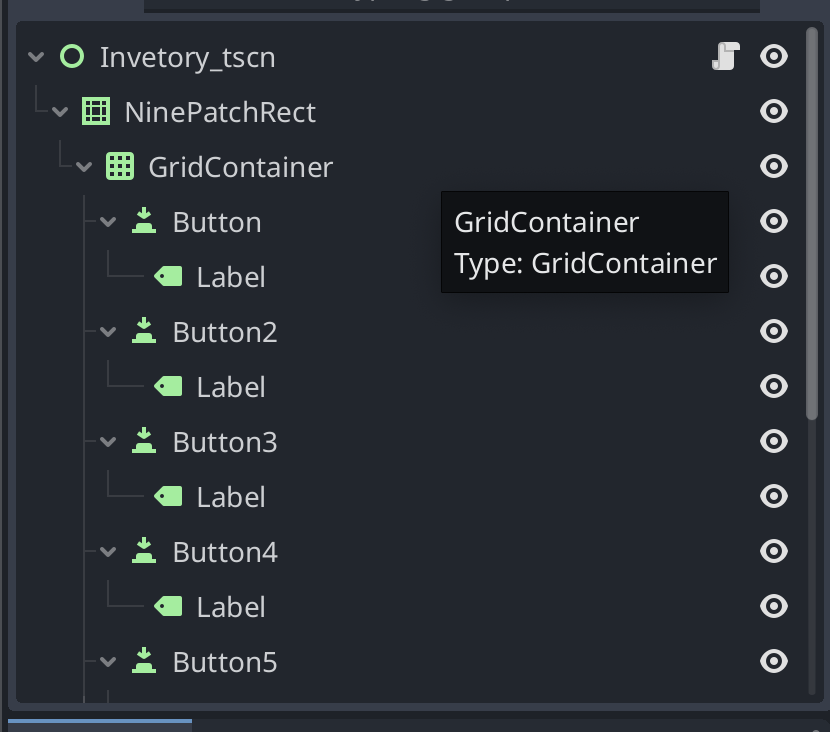 Invetory_tscn
NinePatchRect
GridContainer
Button
GridContainer
Type: GridContainer
Label
Button2
Label
Button3
Label
Button4
Label
Button5